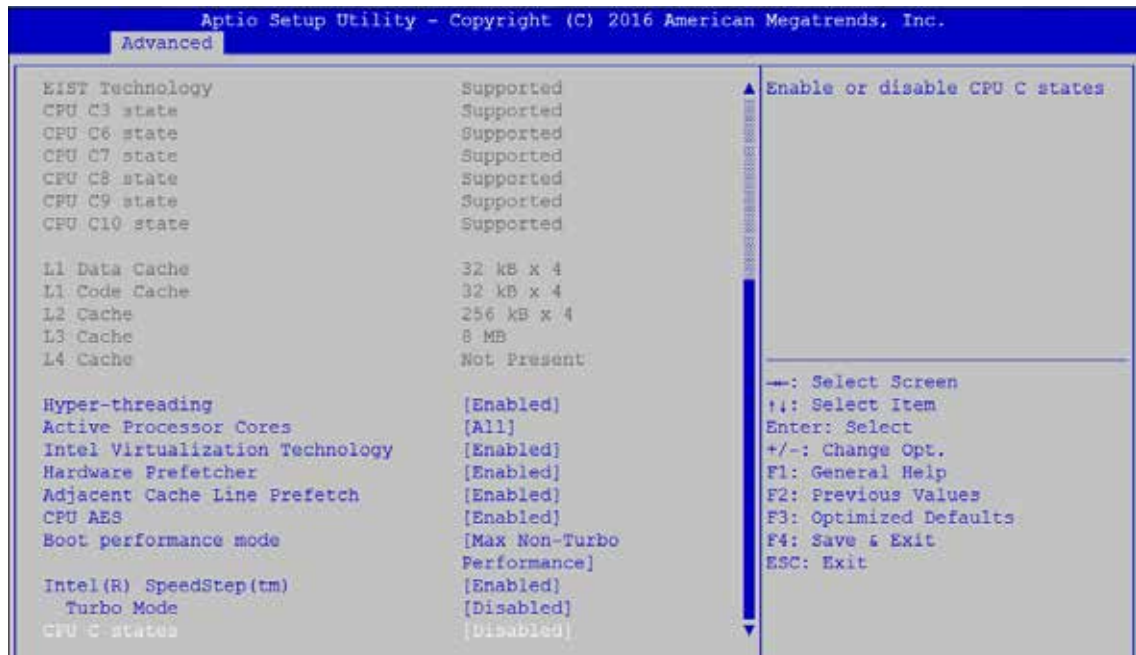 Aptio Setup Utility - Copyright (C) 2016 American Megatrends, Inc.
Advanced
EIST Technology Supported
CPU C3 state Supported
CPU C6 state Supported
CPU C7 state Supported
CPU C8 state Supported
CPU C9 state Supported
CPU C10 state Supported
L1 Data Cache 32 kB x 4
L1 Code Cache 32 kB x 4
L2 Cache 256 kB x 4
L3 Cache 8 MB
L4 Cache Not Present
Hyper-threading [Enabled]
Active Processor Cores [All]
Intel Virtualization Technology [Enabled]
Hardware Prefetcher [Enabled]
Adjacent Cache Line Prefetch [Enabled]
CPU AES [Enabled]
Boot performance mode [Max Non-Turbo
Performance]
Intel(R) SpeedStep(tm) [Enabled]
Turbo Mode [Disabled]
CPU C states [Disabled]
Enable or disable CPU C states
→←: Select Screen
↑↓: Select Item
Enter: Select
+/-: Change Opt.
F1: General Help
F2: Previous Values
F3: Optimized Defaults
F4: Save & Exit
ESC: Exit